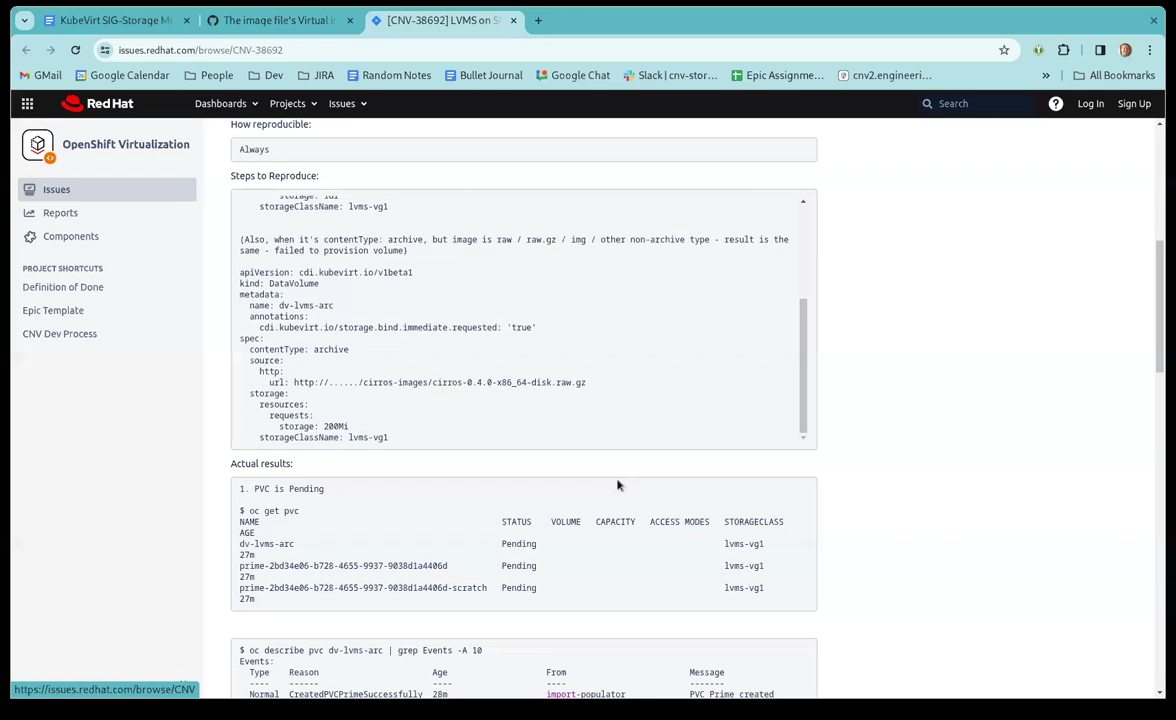 KubeVirt SIG-Storage M
The image file's Virtual i
[CNV-38692] LVMS on S
issues.redhat.com/browse/CNV-38692
GMail
Google Calendar
People
Dev
JIRA
Random Notes
Bullet Journal
Google Chat
Slack | cnv-stor...
Epic Assignme...
cnv2.engineeri...
All Bookmarks
Red Hat
Dashboards
Projects
Issues
Search
Log In
Sign Up
OpenShift Virtualization
Issues
Reports
Components
PROJECT SHORTCUTS
Definition of Done
Epic Template
CNV Dev Process
How reproducible:
Always
Steps to Reproduce:
storageClassName: lvms-vg1
(Also, when it's contentType: archive, but image is raw / raw.gz / img / other non-archive type - result is the
same - failed to provision volume)
apiVersion: cdi.kubevirt.io/v1beta1
kind: DataVolume
metadata:
name: dv-lvms-arc
annotations:
cdi.kubevirt.io/storage.bind.immediate.requested: 'true'
spec:
contentType: archive
source:
http:
url: http://....../cirros-images/cirros-0.4.0-x86_64-disk.raw.gz
storage:
resources:
requests:
storage: 200Mi
storageClassName: lvms-vg1
Actual results:
1. PVC is Pending
$ oc get pvc
NAME STATUS VOLUME CAPACITY ACCESS MODES STORAGECLASS
AGE
dv-lvms-arc Pending lvms-vg1
27m
prime-2bd34e06-b728-4655-9937-9038d1a4406d Pending lvms-vg1
27m
prime-2bd34e06-b728-4655-9937-9038d1a4406d-scratch Pending lvms-vg1
27m
$ oc describe pvc dv-lvms-arc | grep Events -A 10
Events:
Type Reason Age From Message
---- ------ ---- ---- -------
Normal CreatedPVCPrimeSuccessfully 28m import-populator PVC Prime created
https://issues.redhat.com/browse/CNV